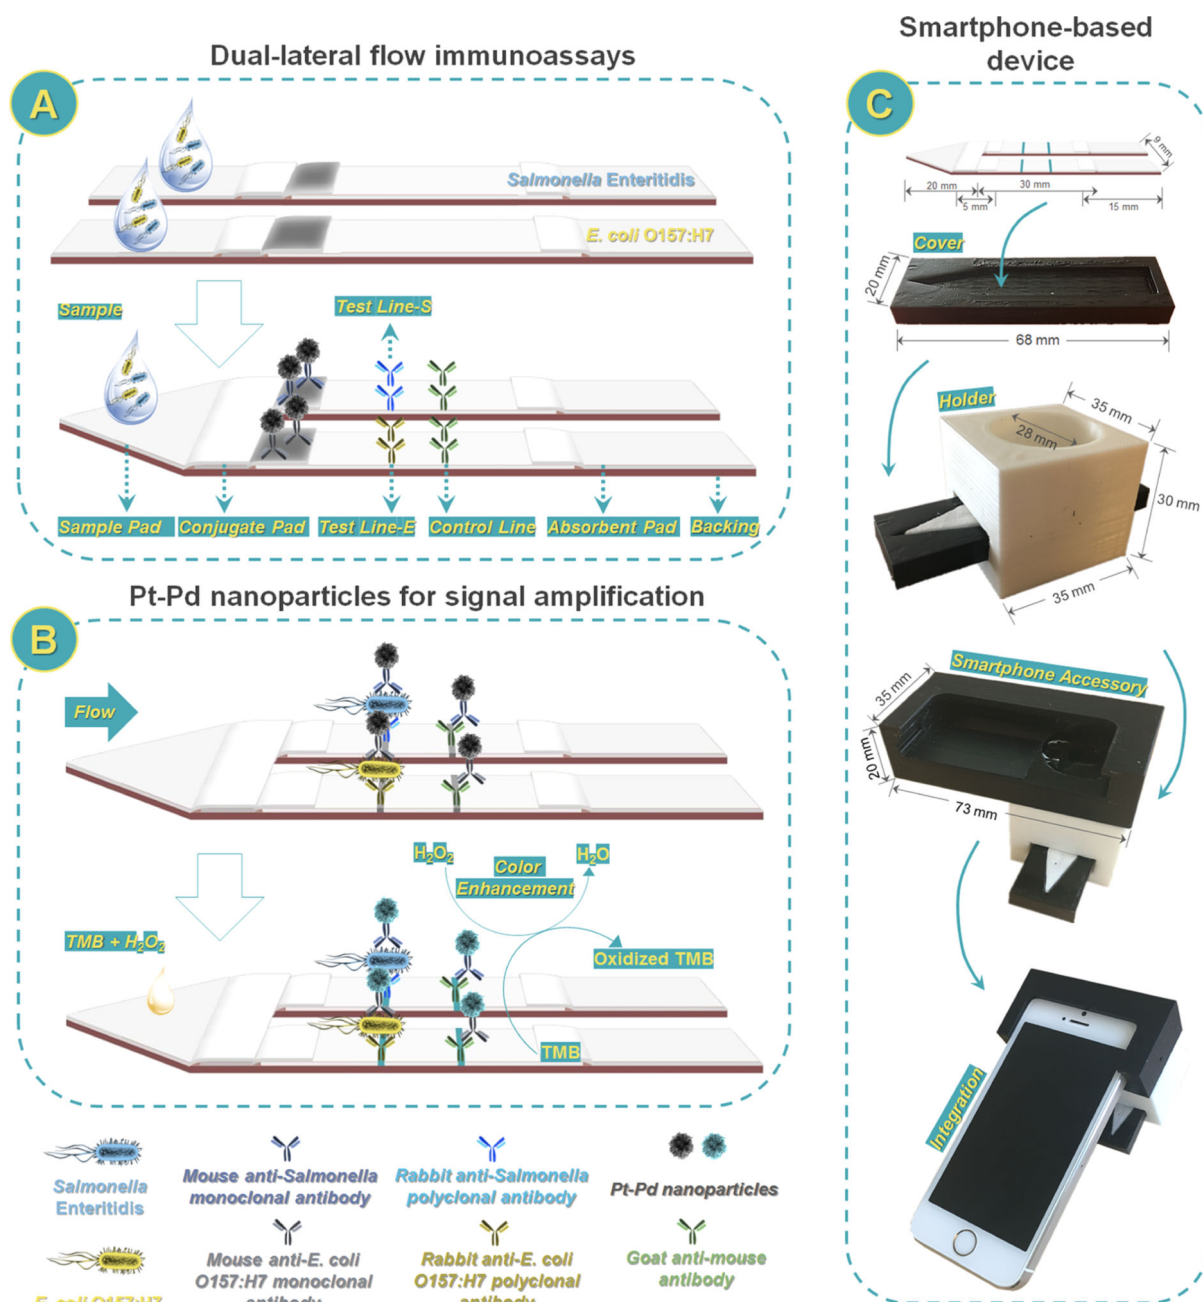 Dual-lateral flow immunoassays
A
Salmonella Enteritidis
E. coli O157:H7
Sample
Test Line-S
Sample Pad
Conjugate Pad
Test Line-E
Control Line
Absorbent Pad
Backing
Pt-Pd nanoparticles for signal amplification
B
Flow
H₂O₂
H₂O
Color
Enhancement
TMB + H₂O₂
Oxidized TMB
TMB
Salmonella
Enteritidis
Mouse anti-Salmonella
monoclonal antibody
Rabbit anti-Salmonella
polyclonal antibody
Pt-Pd nanoparticles
E. coli O157:H7
Mouse anti-E. coli
O157:H7 monoclonal
antibody
Rabbit anti-E. coli
O157:H7 polyclonal
antibody
Goat anti-mouse
antibody
Smartphone-based
device
C
9 mm
20 mm
30 mm
5 mm
15 mm
Cover
20 mm
68 mm
Holder
35 mm
28 mm
30 mm
35 mm
Smartphone Accessory
35 mm
20 mm
73 mm
Integration